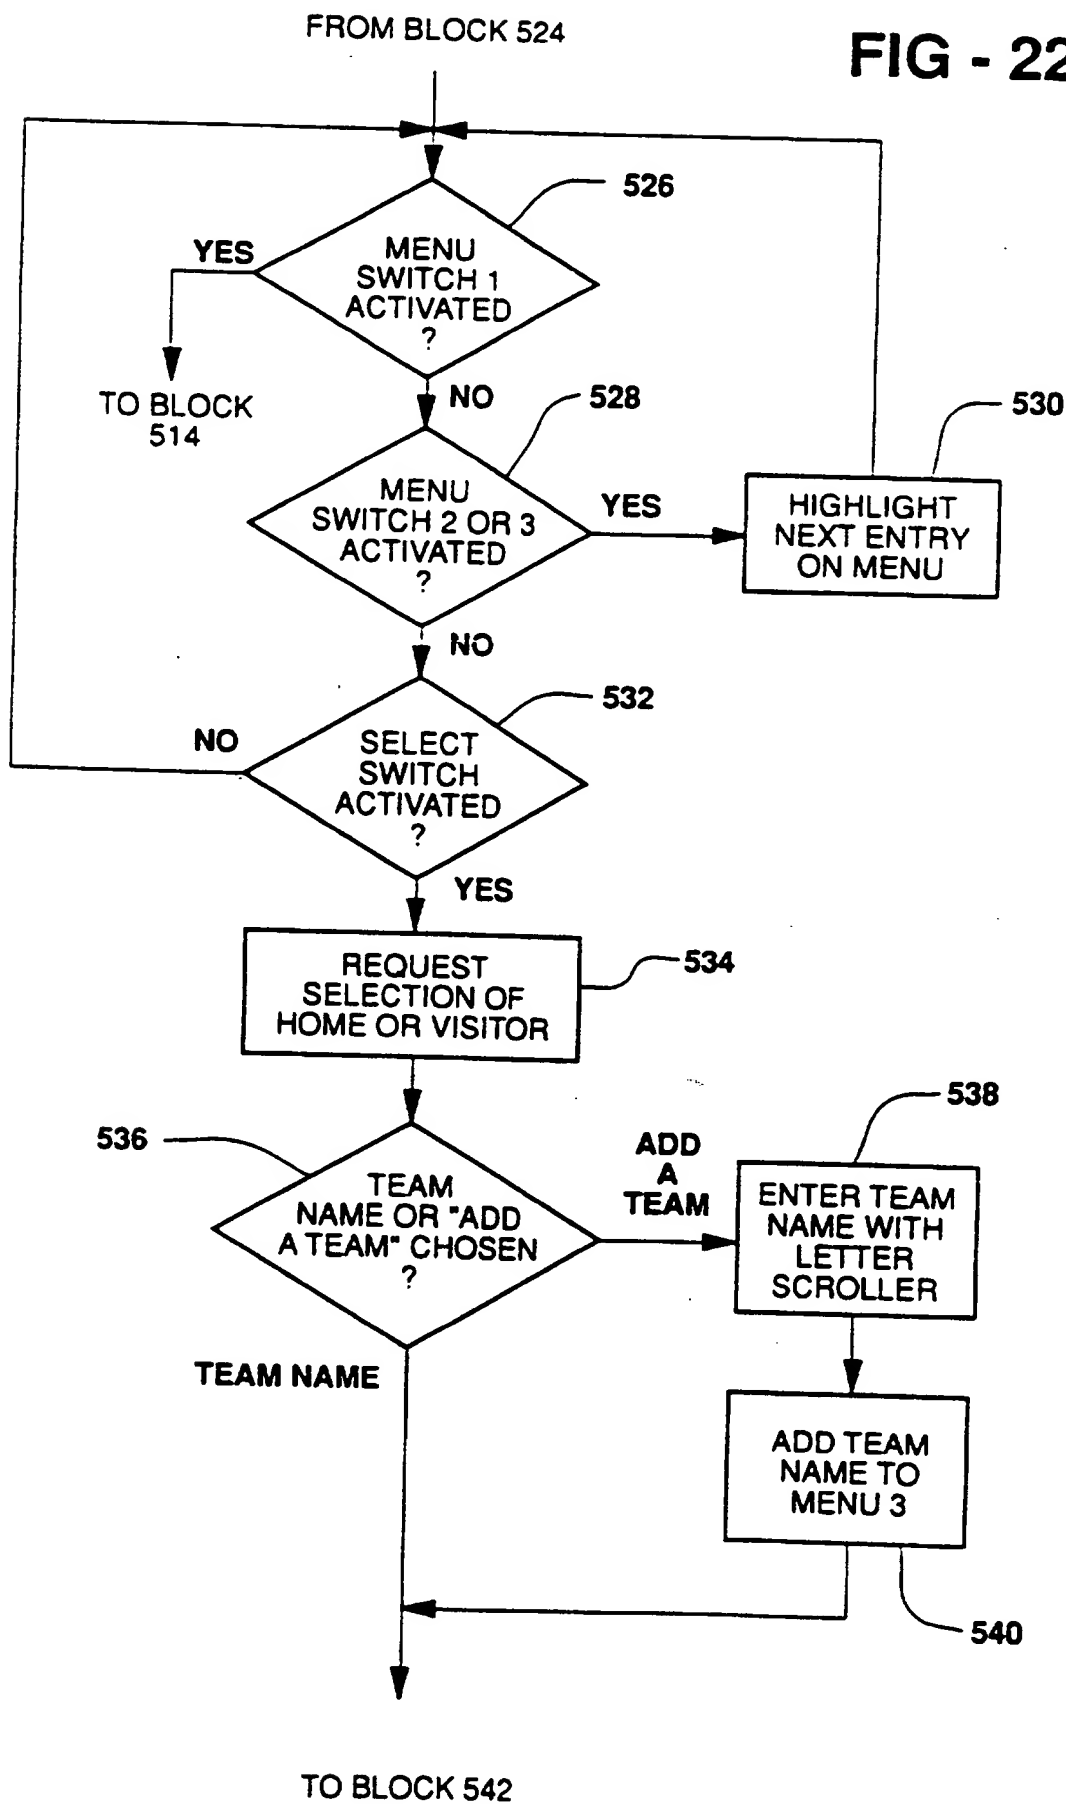 FROM BLOCK 524
FIG - 22
526
YES
MENU
SWITCH 1
ACTIVATED
?
TO BLOCK
514
NO
528
530
MENU
SWITCH 2 OR 3
ACTIVATED
?
YES
HIGHLIGHT
NEXT ENTRY
ON MENU
NO
532
NO
SELECT
SWITCH
ACTIVATED
?
YES
534
REQUEST
SELECTION OF
HOME OR VISITOR
538
536
ADD
A
TEAM
TEAM
NAME OR "ADD
A TEAM" CHOSEN
?
ENTER TEAM
NAME WITH
LETTER
SCROLLER
TEAM NAME
ADD TEAM
NAME TO
MENU 3
540
TO BLOCK 542